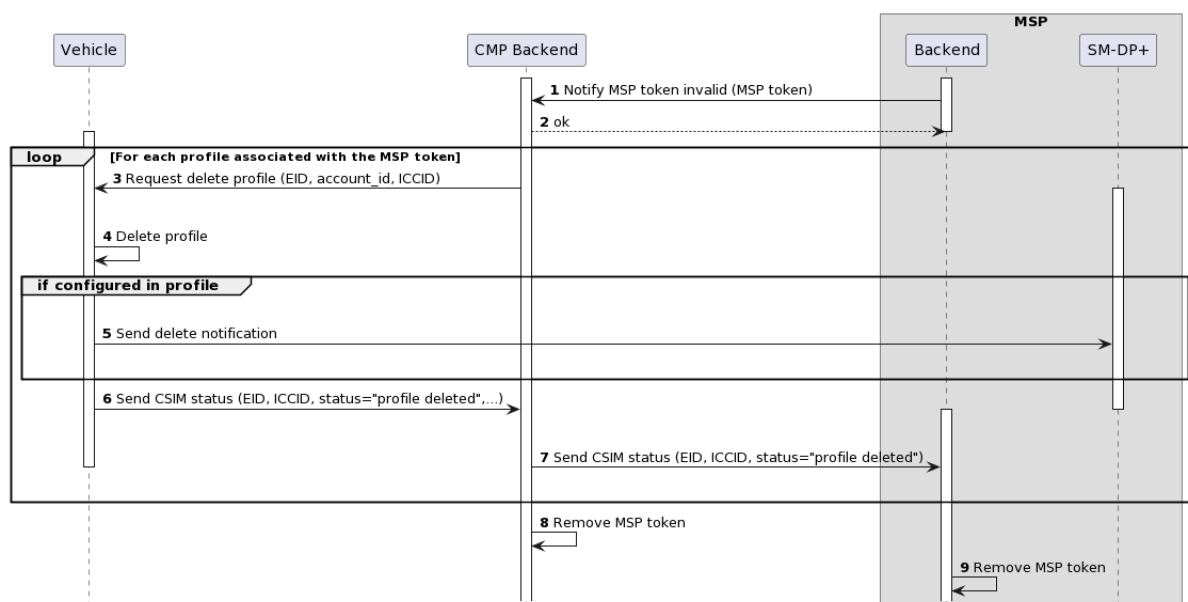 MSP
Vehicle
CMP Backend
Backend
SM-DP+
1 Notify MSP token invalid (MSP token)
2 ok
loop [For each profile associated with the MSP token]
3 Request delete profile (EID, account_id, ICCID)
4 Delete profile
if configured in profile
5 Send delete notification
6 Send CSIM status (EID, ICCID, status="profile deleted",...)
7 Send CSIM status (EID, ICCID, status="profile deleted")
8 Remove MSP token
9 Remove MSP token